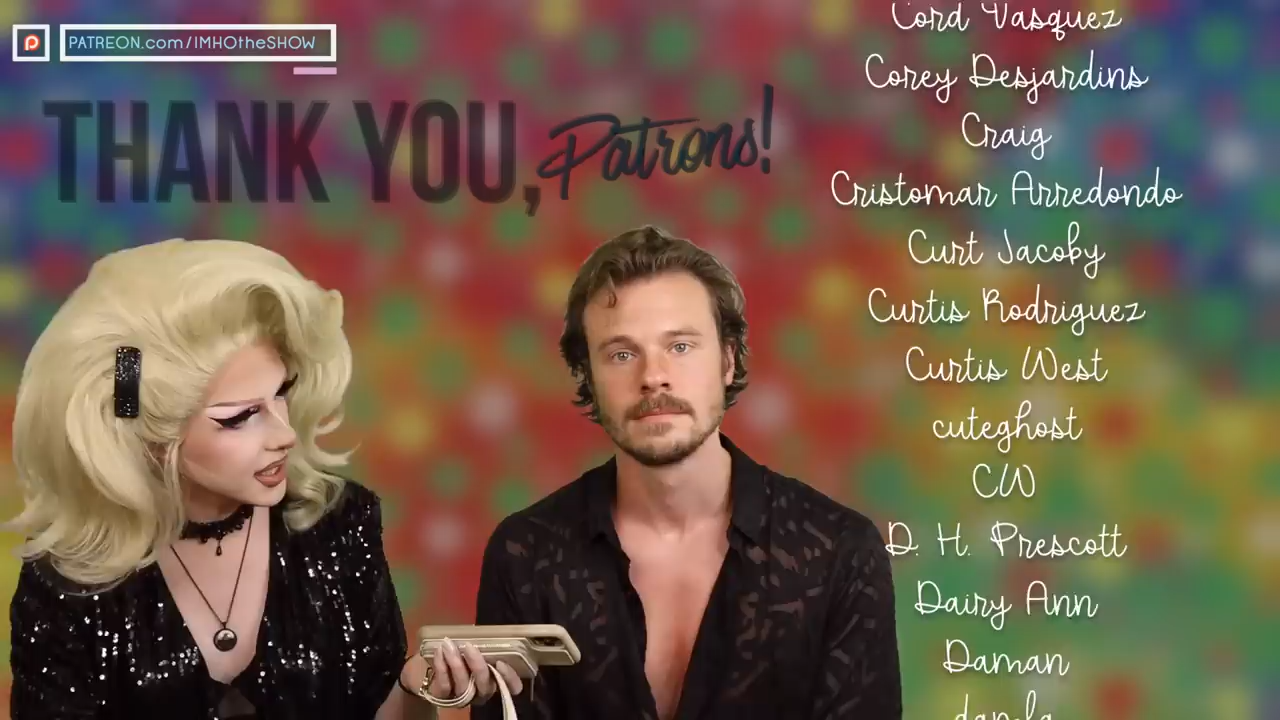 PATREON.com/IMHOtheSHOW
THANK YOU, Patrons!
Cord Vasquez
Corey Desjardins
Craig
Cristomar Arredondo
Curt Jacoby
Curtis Rodriguez
Curtis West
cuteghost
CW
D. H. Prescott
Dairy Ann
Daman